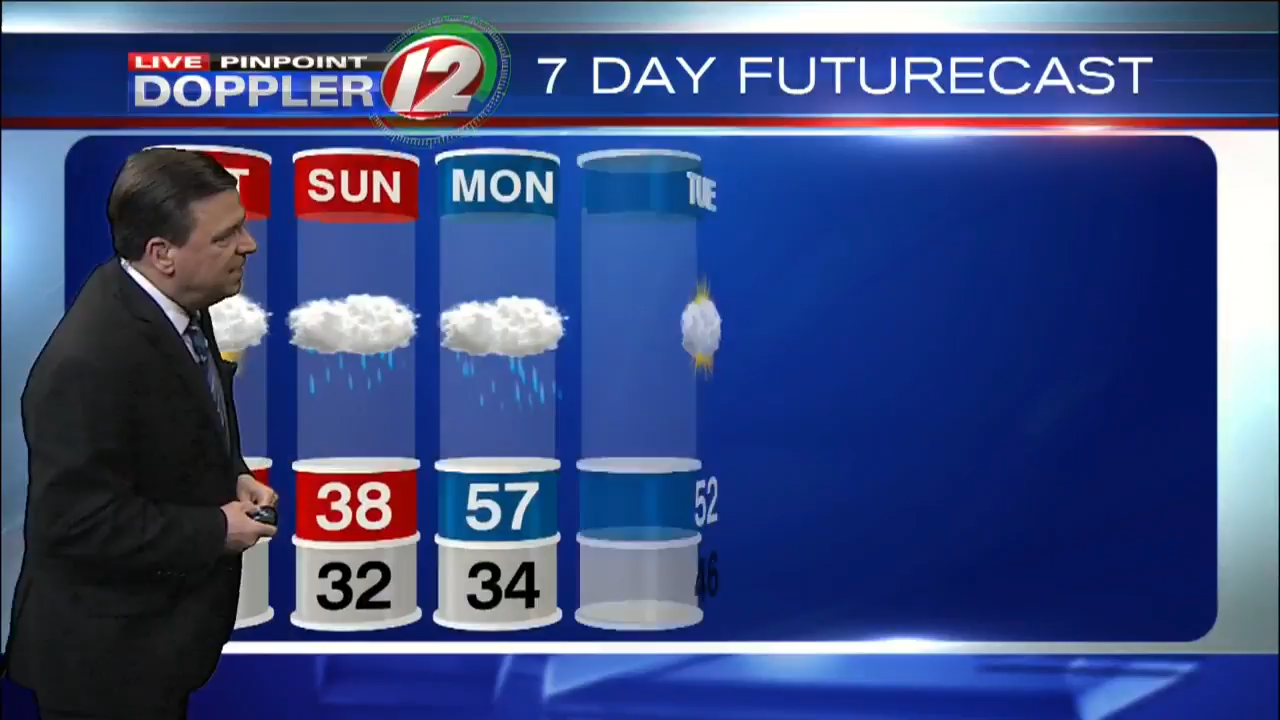 LIVE PINPOINT
DOPPLER 12
7 DAY FUTURECAST
T SUN MON TUE
38 57 52
32 34 46